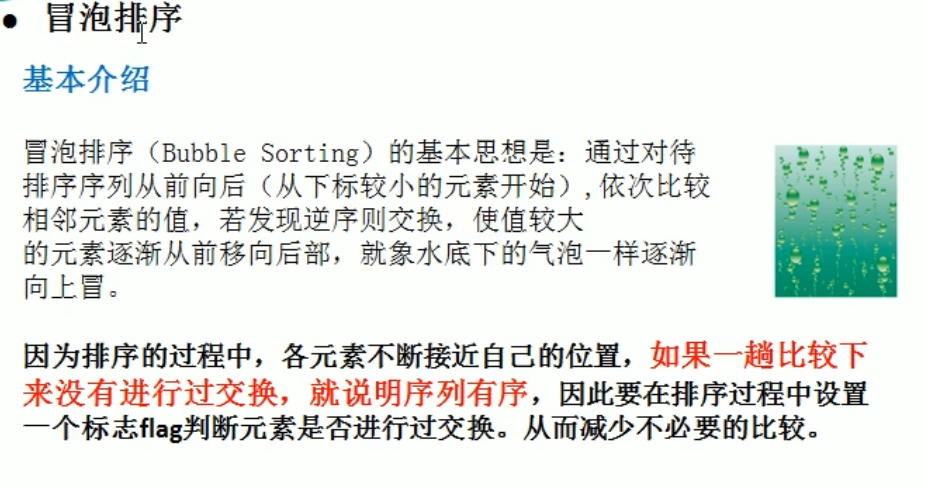 ● 冒泡排序
基本介绍
冒泡排序（Bubble Sorting）的基本思想是：通过对待
排序序列从前向后（从下标较小的元素开始）,依次比较
相邻元素的值，若发现逆序则交换，使值较大
的元素逐渐从前移向后部，就象水底下的气泡一样逐渐
向上冒。
因为排序的过程中，各元素不断接近自己的位置，如果一趟比较下
来没有进行过交换，就说明序列有序，因此要在排序过程中设置
一个标志flag判断元素是否进行过交换。从而减少不必要的比较。